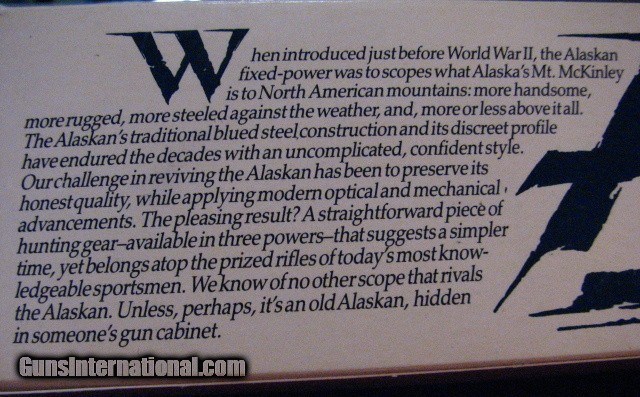 When introduced just before World War II, the Alaskan
fixed-power was to scopes what Alaska's Mt. McKinley
is to North American mountains: more handsome,
more rugged, more steeled against the weather, and, more or less above it all.
The Alaskan's traditional blued steel construction and its discreet profile
have endured the decades with an uncomplicated, confident style.
Our challenge in reviving the Alaskan has been to preserve its
honest quality, while applying modern optical and mechanical
advancements. The pleasing result? A straightforward piece of
hunting gear–available in three powers–that suggests a simpler
time, yet belongs atop the prized rifles of today's most know-
ledgeable sportsmen. We know of no other scope that rivals
the Alaskan. Unless, perhaps, it's an old Alaskan, hidden
in someone's gun cabinet.
GunsInternational.com